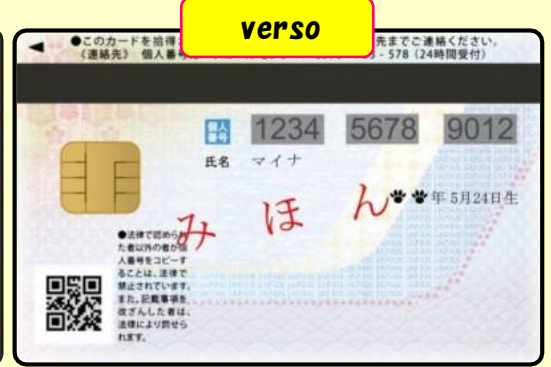 verso
●このカードを拾得 先までご連絡ください。
〈連絡先〉 個人番 - 578 (24時間受付)
個人番号 1234 5678 9012
氏名 マイナ
年 5月24日生
みほん
●法律で認められ
た者以外の者が個
人番号をコピーす
ることは、法律で
禁止されています。
また、記載事項を
改ざんした者は、
法律により罰せら
れます。